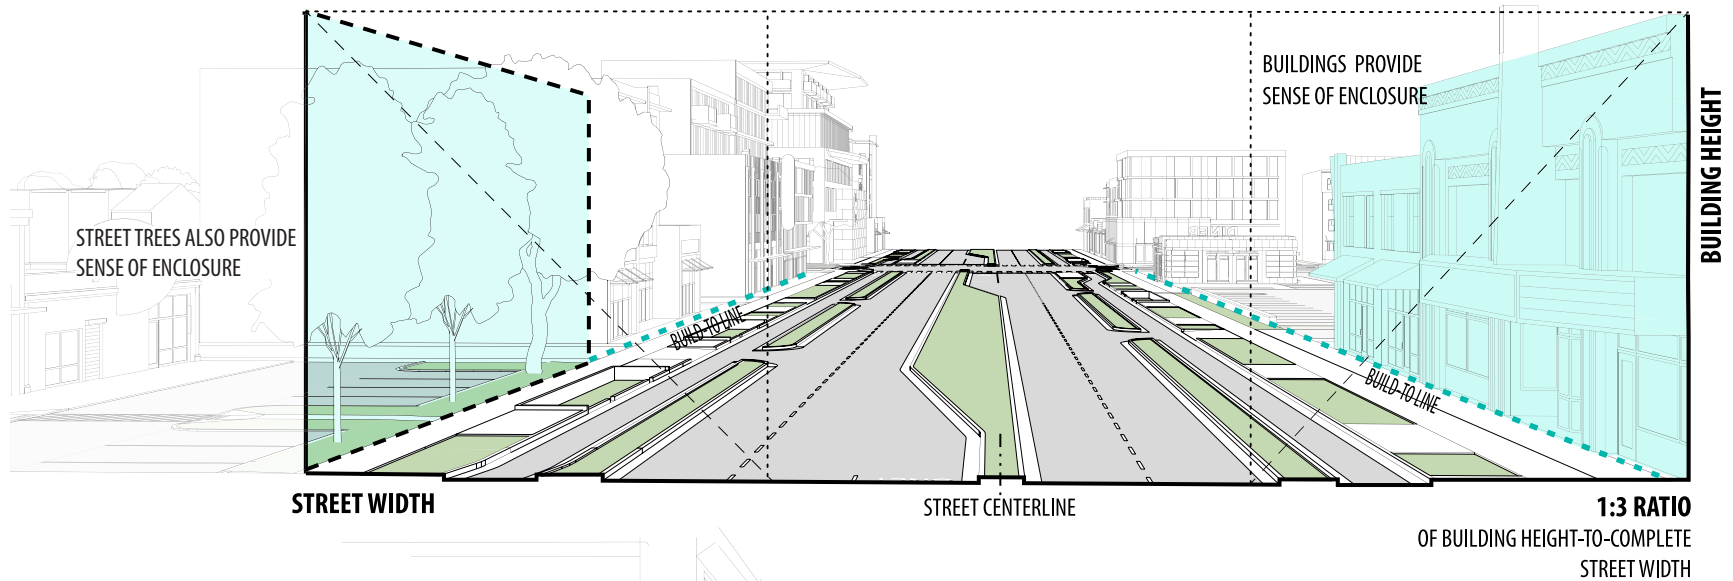 BUILDINGS PROVIDE
SENSE OF ENCLOSURE
BUILDING HEIGHT
STREET TREES ALSO PROVIDE
SENSE OF ENCLOSURE
DINER
BUILD-TO LINE
BUILD-TO LINE
STREET WIDTH
STREET CENTERLINE
1:3 RATIO
OF BUILDING HEIGHT-TO-COMPLETE
STREET WIDTH